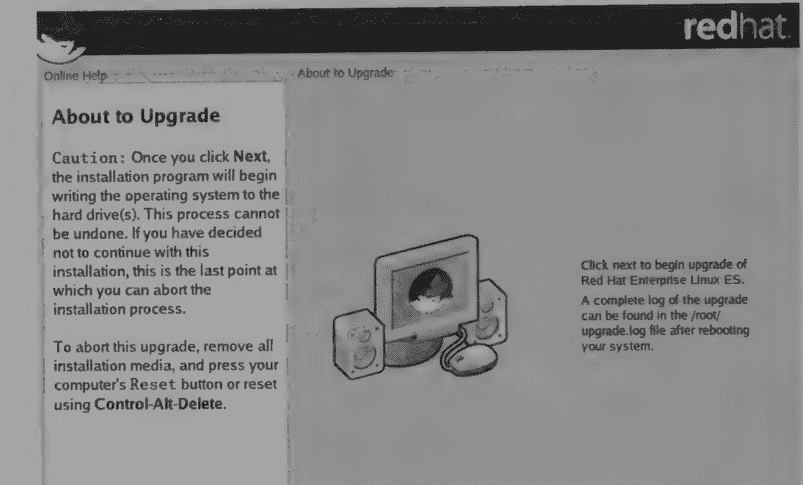 redhat.
Online Help
About to Upgrade
About to Upgrade
Caution: Once you click Next,
the installation program will begin
writing the operating system to the
hard drive(s). This process cannot
be undone. If you have decided
not to continue with this
installation, this is the last point at
which you can abort the
installation process.
To abort this upgrade, remove all
installation media, and press your
computer's Reset button or reset
using Control-Alt-Delete.
Click next to begin upgrade of
Red Hat Enterprise Linux ES.
A complete log of the upgrade
can be found in the /root/
upgrade.log file after rebooting
your system.